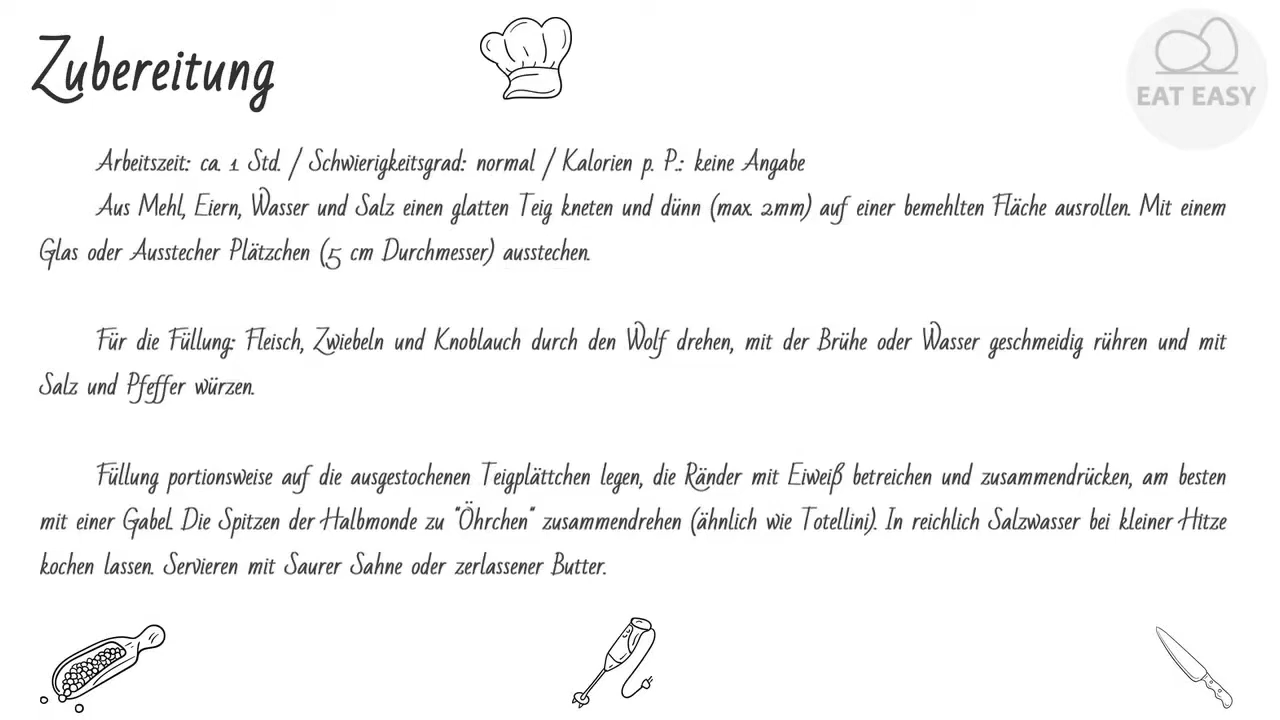 Zubereitung
EAT EASY
Arbeitszeit: ca. 1 Std. / Schwierigkeitsgrad: normal / Kalorien p. P.: keine Angabe
Aus Mehl, Eiern, Wasser und Salz einen glatten Teig kneten und dünn (max. 2mm) auf einer bemehlten Fläche ausrollen. Mit einem
Glas oder Ausstecher Plätzchen (5 cm Durchmesser) ausstechen.
Für die Füllung: Fleisch, Zwiebeln und Knoblauch durch den Wolf drehen, mit der Brühe oder Wasser geschmeidig rühren und mit
Salz und Pfeffer würzen.
Füllung portionsweise auf die ausgestochenen Teigplättchen legen, die Ränder mit Eiweiß betreichen und zusammendrücken, am besten
mit einer Gabel. Die Spitzen der Halbmonde zu "Öhrchen" zusammendrehen (ähnlich wie Totellini). In reichlich Salzwasser bei kleiner Hitze
kochen lassen. Servieren mit Saurer Sahne oder zerlassener Butter.